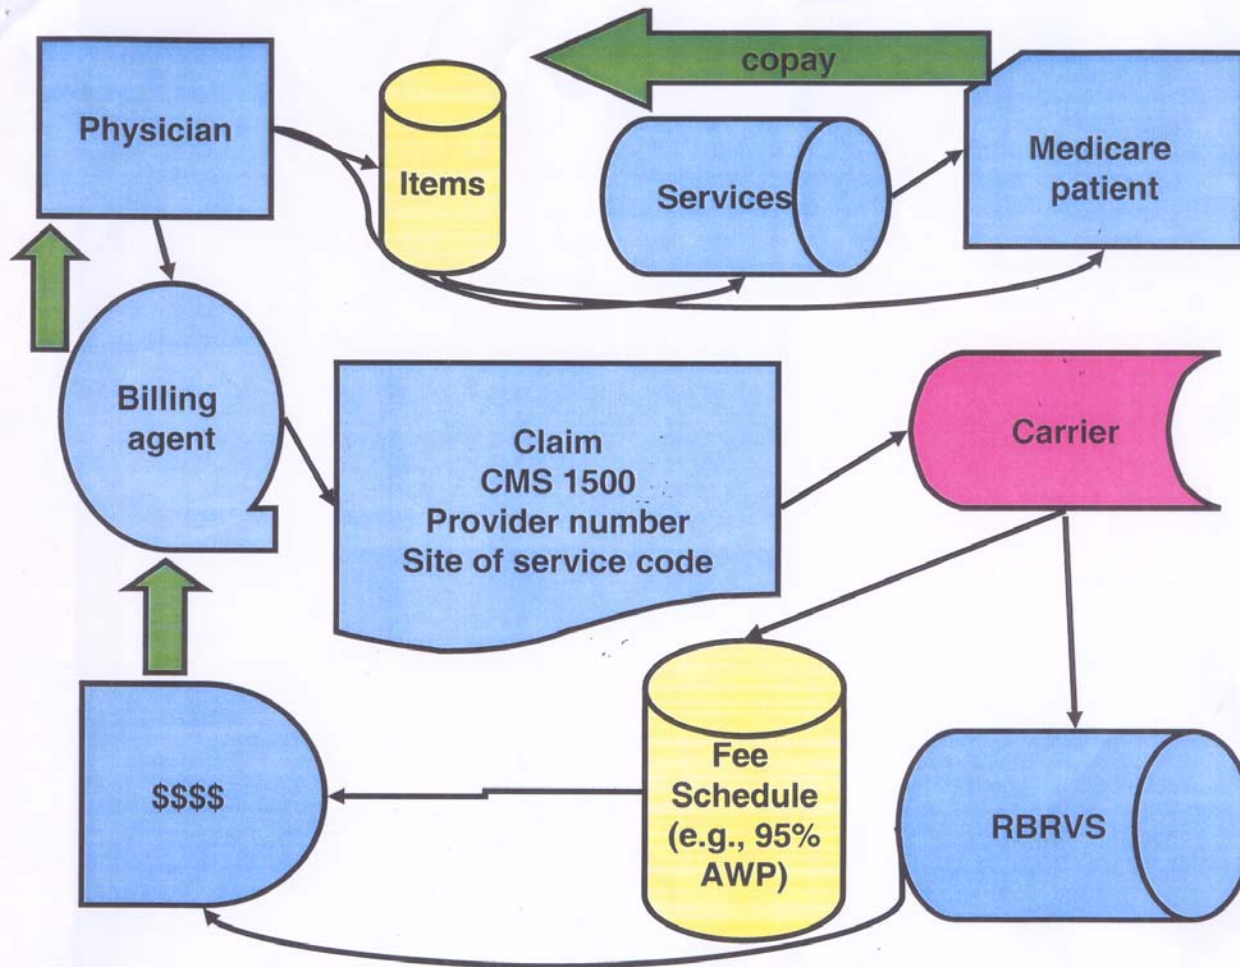 copay
Physician
Items
Services
Medicare
patient
Billing
agent
Claim
CMS 1500
Provider number
Site of service code
Carrier
$$$$
Fee
Schedule
(e.g., 95%
AWP)
RBRVS